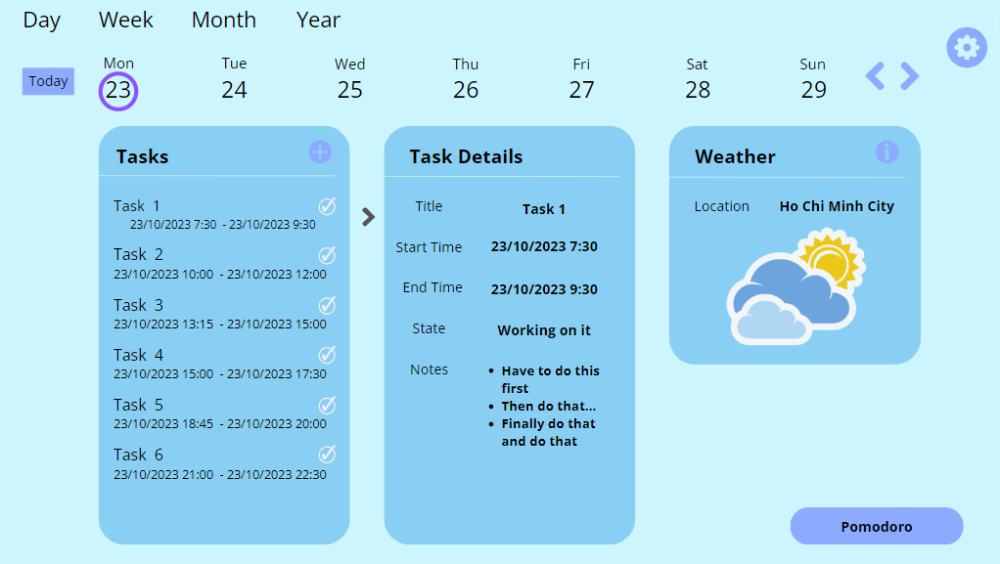 Day Week Month Year
Today
Mon Tue Wed Thu Fri Sat Sun
23 24 25 26 27 28 29
Tasks
Task 1
23/10/2023 7:30 - 23/10/2023 9:30
Task 2
23/10/2023 10:00 - 23/10/2023 12:00
Task 3
23/10/2023 13:15 - 23/10/2023 15:00
Task 4
23/10/2023 15:00 - 23/10/2023 17:30
Task 5
23/10/2023 18:45 - 23/10/2023 20:00
Task 6
23/10/2023 21:00 - 23/10/2023 22:30
Task Details
Title Task 1
Start Time 23/10/2023 7:30
End Time 23/10/2023 9:30
State Working on it
Notes • Have to do this
first
• Then do that...
• Finally do that
and do that
Weather
Location Ho Chi Minh City
Pomodoro